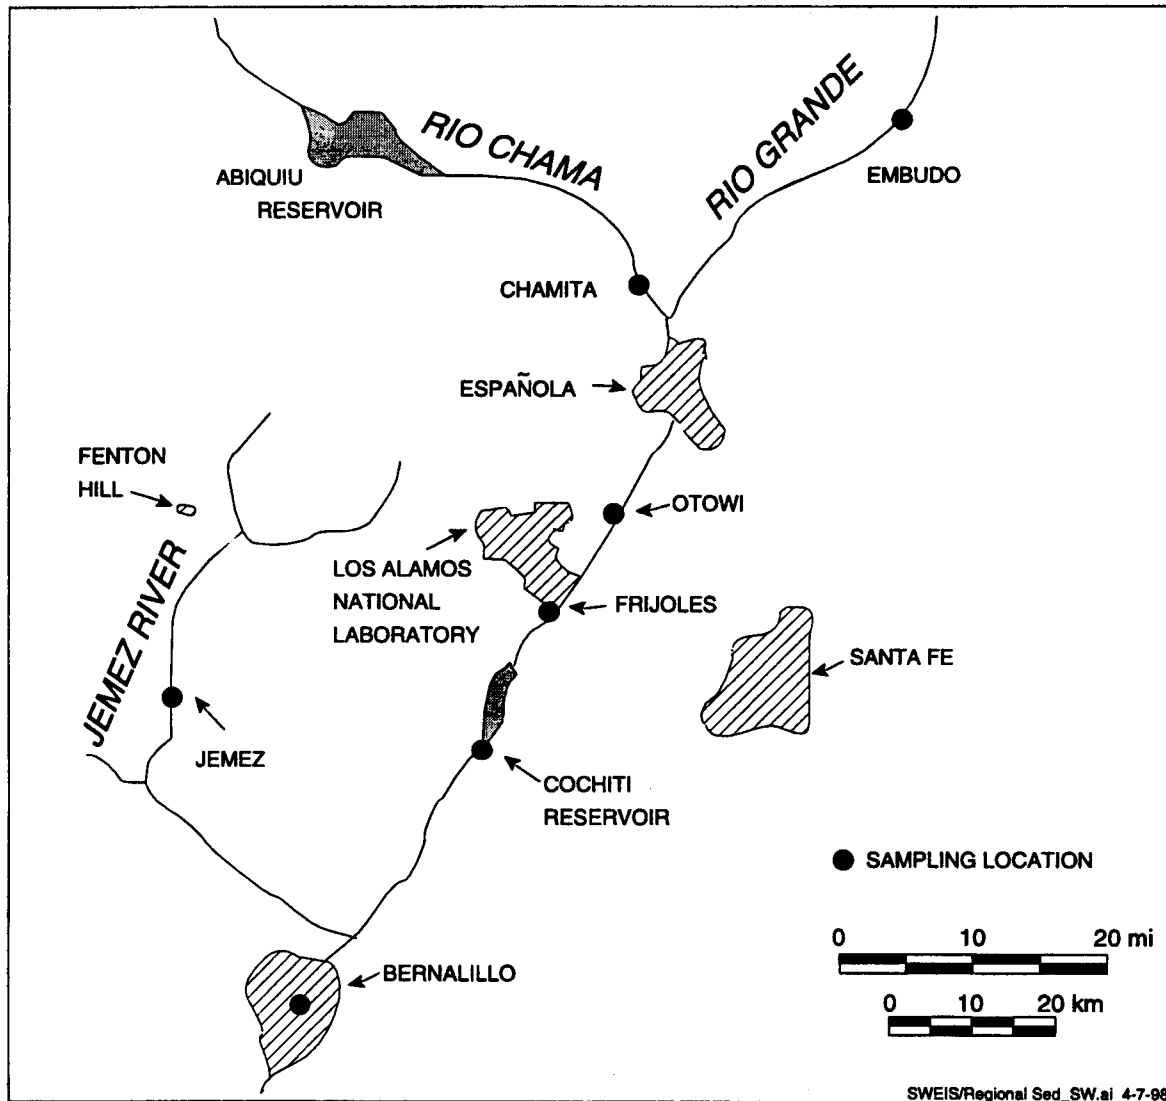 RIO CHAMA
RIO GRANDE
ABIQUIU
RESERVOIR
EMBUDO
CHAMITA
ESPAÑOLA
FENTON
HILL
OTOWI
LOS ALAMOS
NATIONAL
LABORATORY
FRIJOLES
JEMEZ RIVER
SANTA FE
JEMEZ
COCHITI
RESERVOIR
SAMPLING LOCATION
0 10 20 mi
BERNALILLO
0 10 20 km
SWEIS/Regional Sed_SW.ai 4-7-98